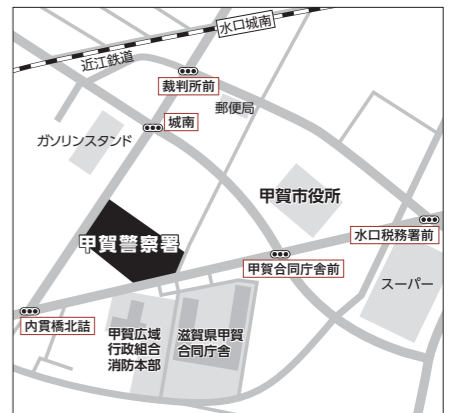 水口城南
近江鉄道
裁判所前
郵便局
城南
ガソリンスタンド
甲賀市役所
甲賀警察署
水口税務署前
甲賀合同庁舎前
スーパー
内貫橋北詰
甲賀広域
行政組合
消防本部
滋賀県甲賀
合同庁舎